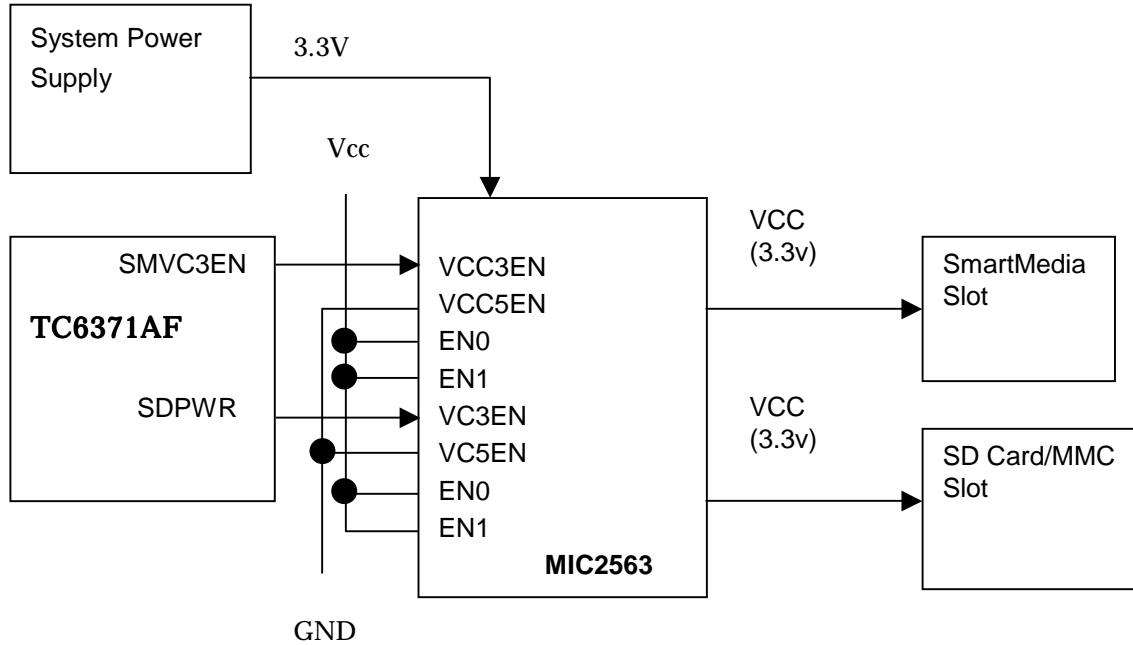 System Power
Supply
3.3V
Vcc
SMVC3EN
TC6371AF
SDPWR
VCC3EN
VCC5EN
EN0
EN1
VC3EN
VC5EN
EN0
EN1
MIC2563
VCC
(3.3v)
SmartMedia
Slot
VCC
(3.3v)
SD Card/MMC
Slot
GND